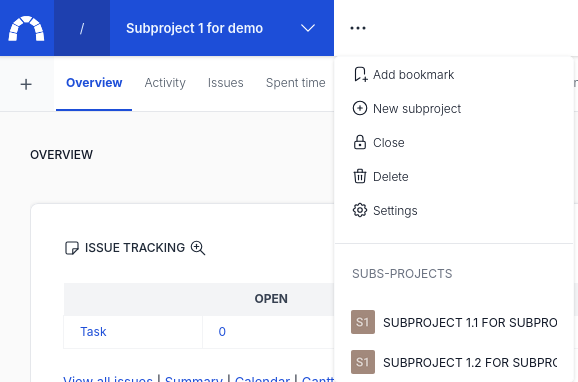 / Subproject 1 for demo ...
+ Overview Activity Issues Spent time
Add bookmark
New subproject
Close
Delete
Settings
OVERVIEW
ISSUE TRACKING
OPEN
Task 0
View all issues | Summary | Calendar | Gantt
SUBS-PROJECTS
S1 SUBPROJECT 1.1 FOR SUBPRO
S1 SUBPROJECT 1.2 FOR SUBPRO